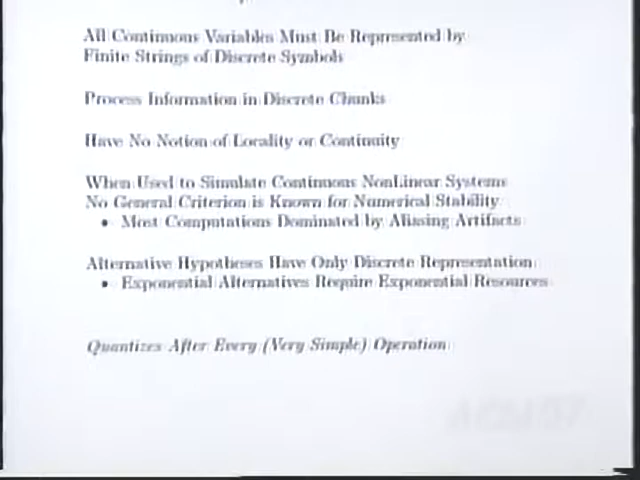 All Continuous Variables Must Be Represented by
Finite Strings of Discrete Symbols
Process Information in Discrete Chunks
Have No Notion of Locality or Continuity
When Used to Simulate Continuous NonLinear Systems
No General Criterion is Known for Numerical Stability
• Most Computations Dominated by Aliasing Artifacts
Alternative Hypotheses Have Only Discrete Representation
• Exponential Alternatives Require Exponential Resources
Quantizes After Every (Very Simple) Operation